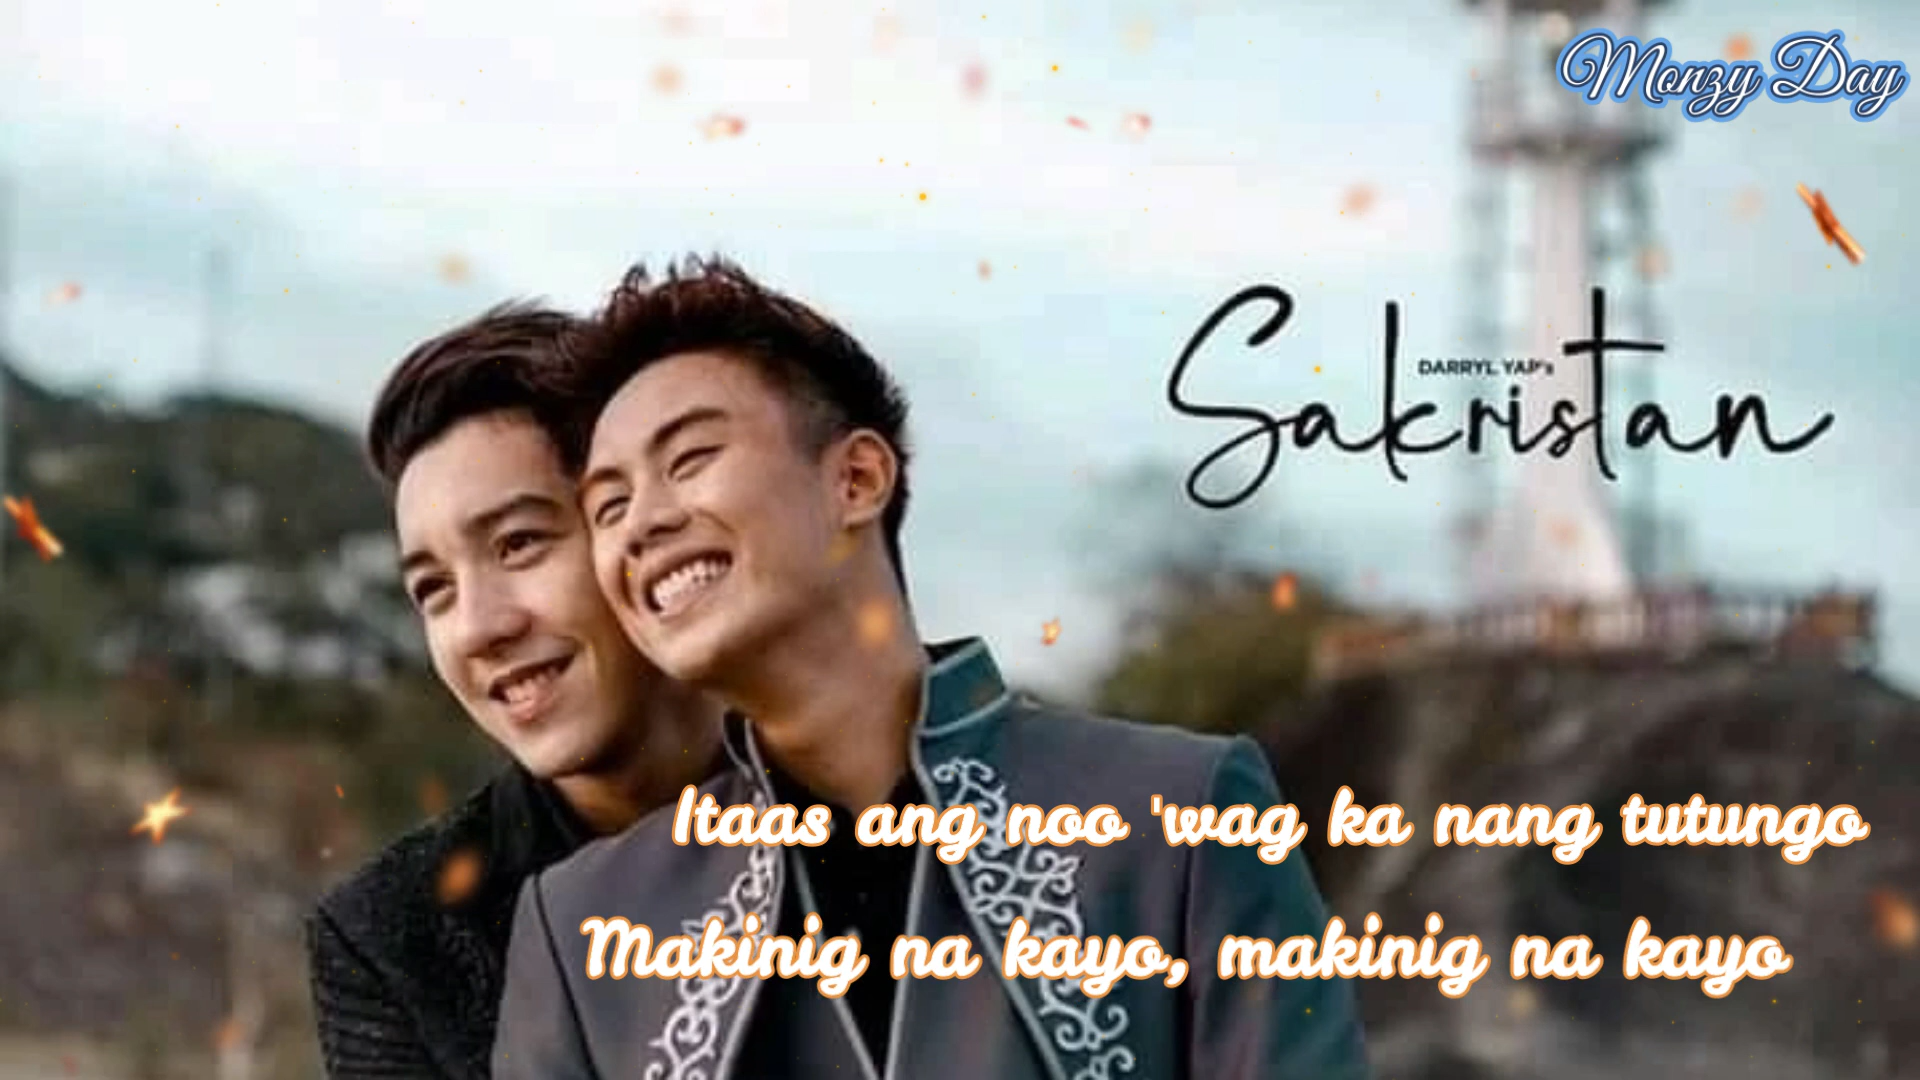 Monzy Day
DARRYL YAP's
Sakristan
Itaas ang noo 'wag ka nang tutungo
Makinig na kayo, makinig na kayo